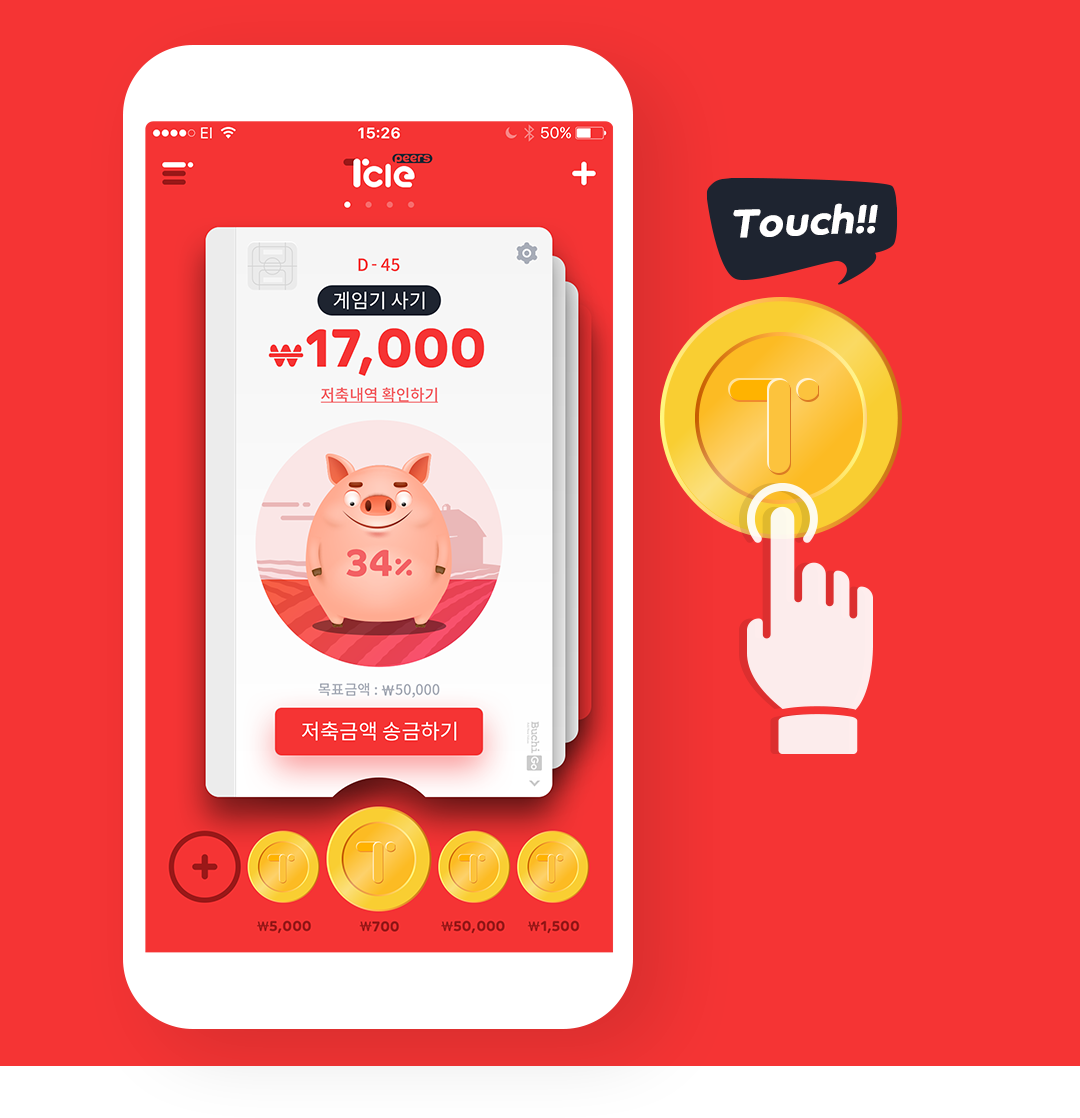 EI 15:26 50%
Ticle peers
D - 45
게임기 사기
₩17,000
저축내역 확인하기
34%
목표금액 : ₩50,000
저축금액 송금하기
Buchi Go
₩5,000 ₩700 ₩50,000 ₩1,500
Touch!!